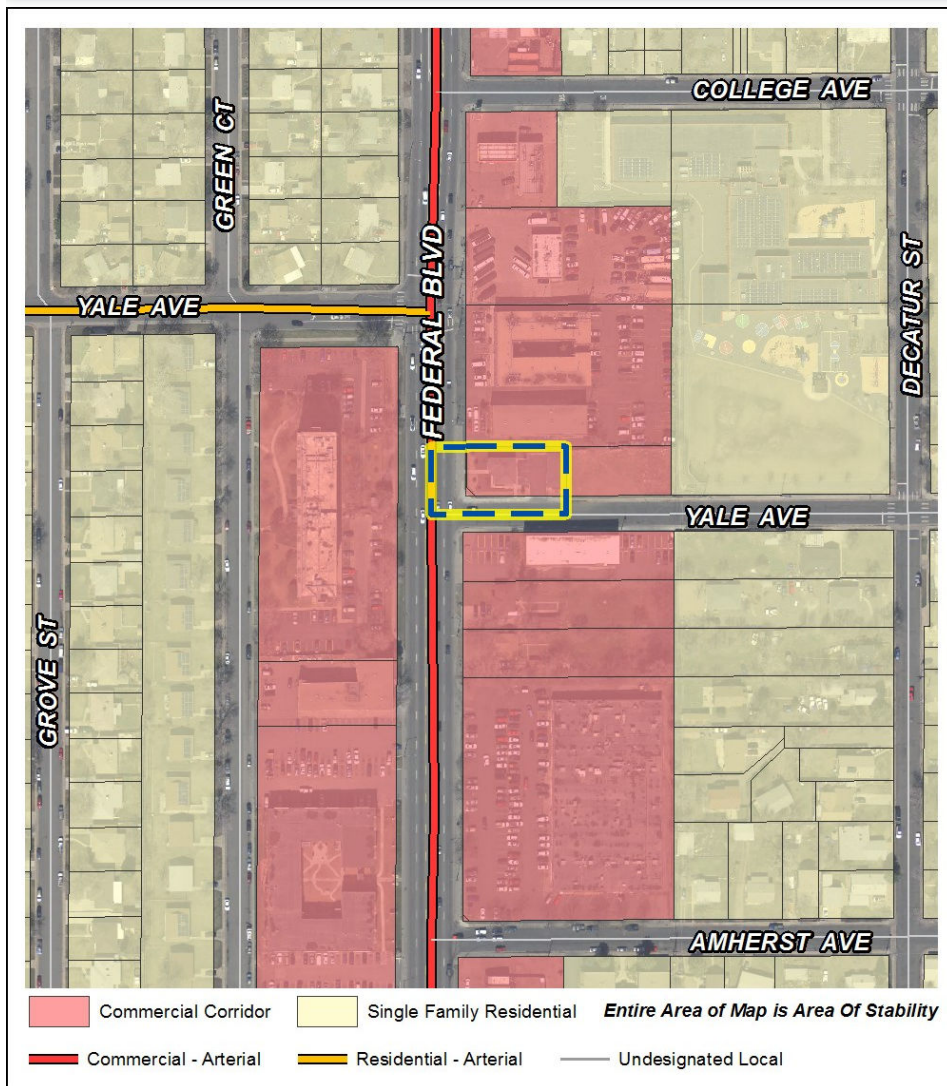 COLLEGE AVE
GREEN CT
FEDERAL BLVD
DECATUR ST
YALE AVE
YALE AVE
GROVE ST
AMHERST AVE
Commercial Corridor
Single Family Residential
Entire Area of Map is Area Of Stability
Commercial - Arterial
Residential - Arterial
Undesignated Local